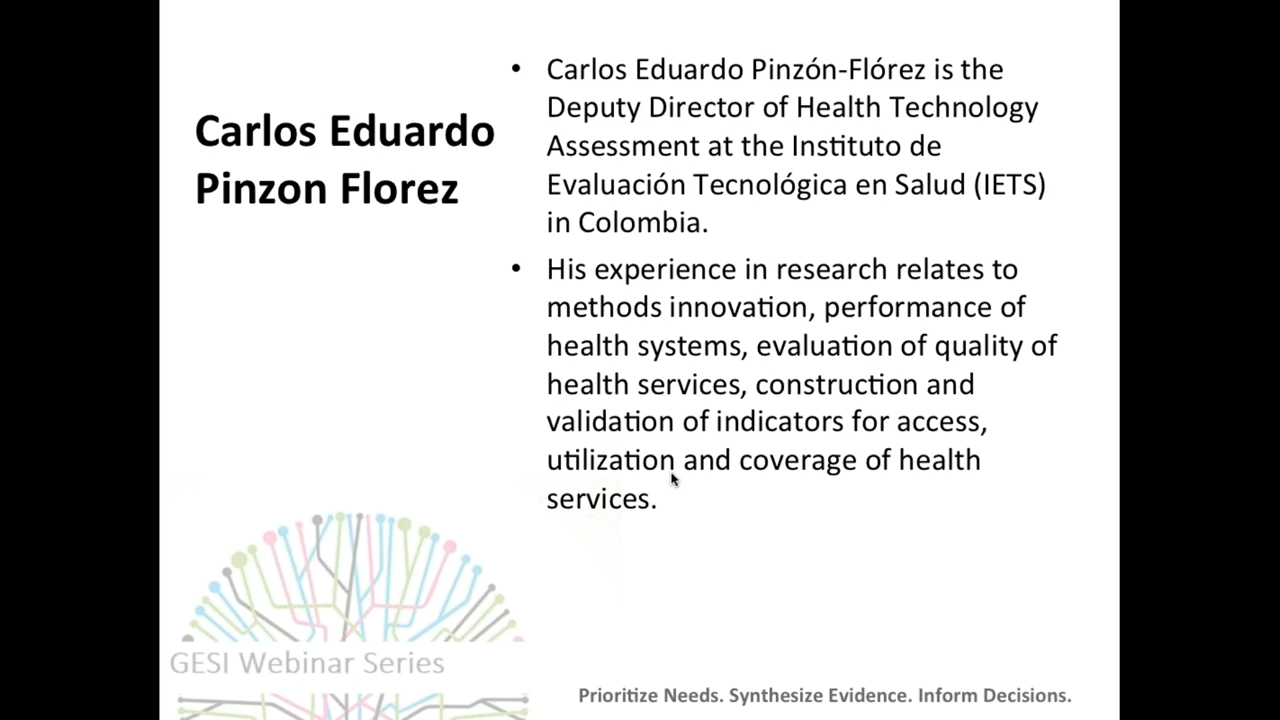 Carlos Eduardo
Pinzon Florez
• Carlos Eduardo Pinzón-Flórez is the
Deputy Director of Health Technology
Assessment at the Instituto de
Evaluación Tecnológica en Salud (IETS)
in Colombia.
• His experience in research relates to
methods innovation, performance of
health systems, evaluation of quality of
health services, construction and
validation of indicators for access,
utilization and coverage of health
services.
GESI Webinar Series
Prioritize Needs. Synthesize Evidence. Inform Decisions.